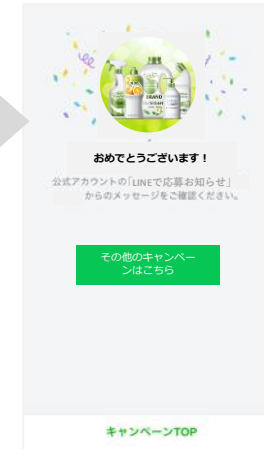 BRAND
おめでとうございます！
公式アカウントの「LINEで応募お知らせ」
からのメッセージをご確認ください。
その他のキャンペー
ンはこちら
キャンペーンTOP